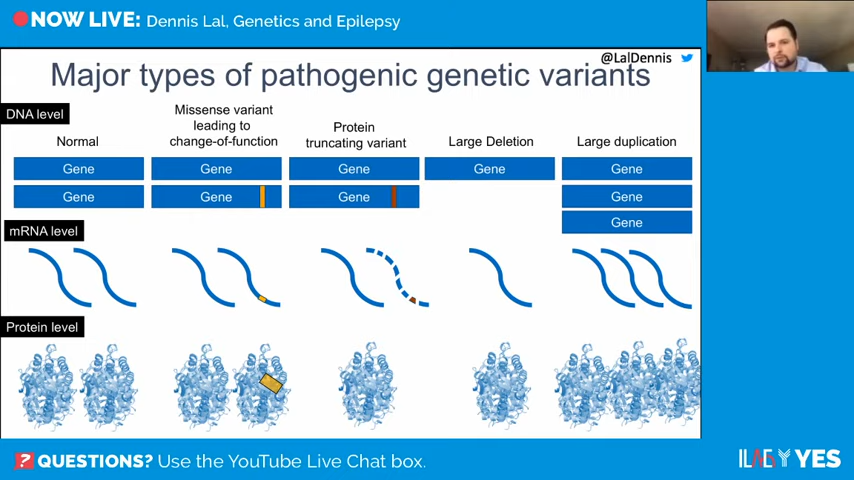 NOW LIVE: Dennis Lal, Genetics and Epilepsy
@LalDennis
Major types of pathogenic genetic variants
DNA level
Normal
Missense variant
leading to
change-of-function
Protein
truncating variant
Large Deletion
Large duplication
Gene
Gene
Gene
Gene
Gene
Gene
Gene
Gene
Gene
Gene
mRNA level
Protein level
? QUESTIONS? Use the YouTube Live Chat box.
ILAE YES